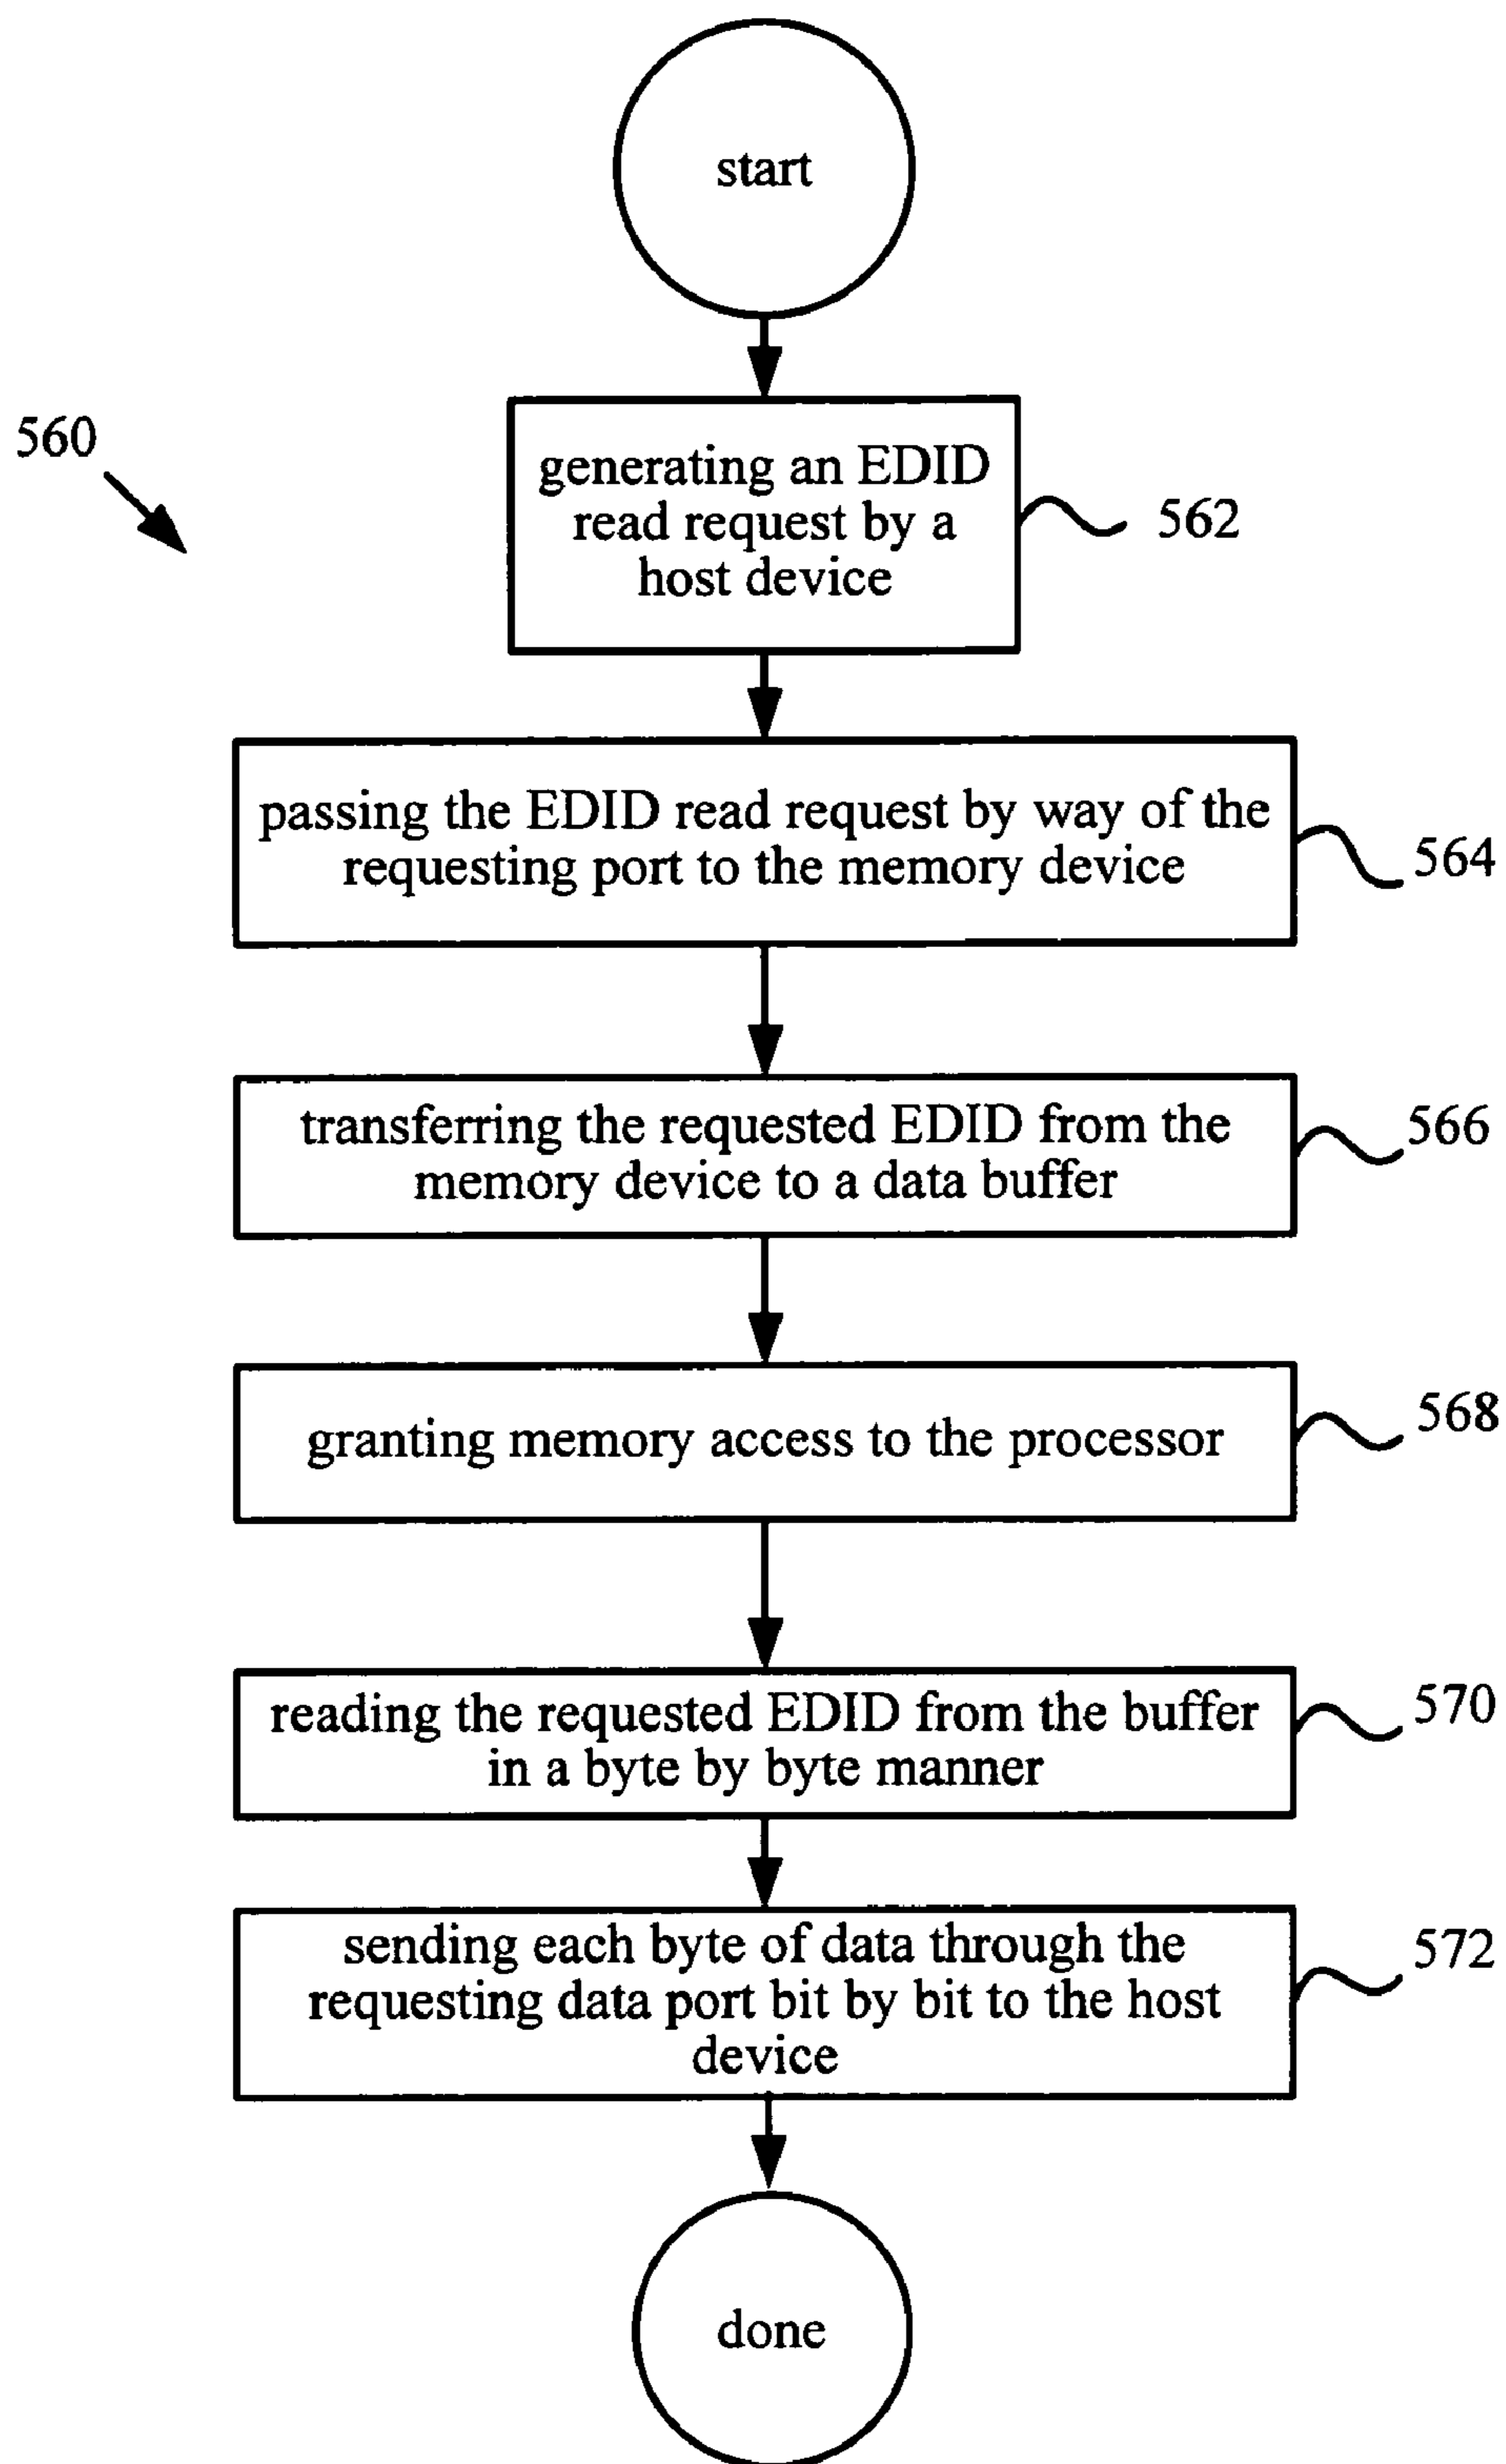 start
560
generating an EDID
read request by a
host device
562
passing the EDID read request by way of the
requesting port to the memory device
564
transferring the requested EDID from the
memory device to a data buffer
566
granting memory access to the processor
568
reading the requested EDID from the buffer
in a byte by byte manner
570
sending each byte of data through the
requesting data port bit by bit to the host
device
572
done